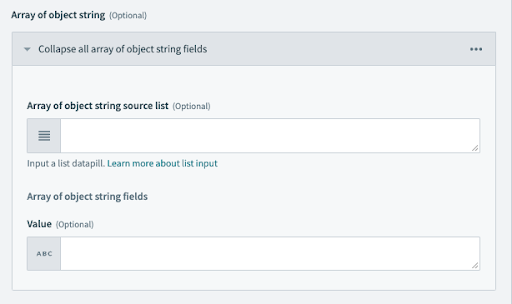 Array of object string (Optional)
Collapse all array of object string fields
Array of object string source list (Optional)
Input a list datapill. Learn more about list input
Array of object string fields
Value (Optional)
ABC